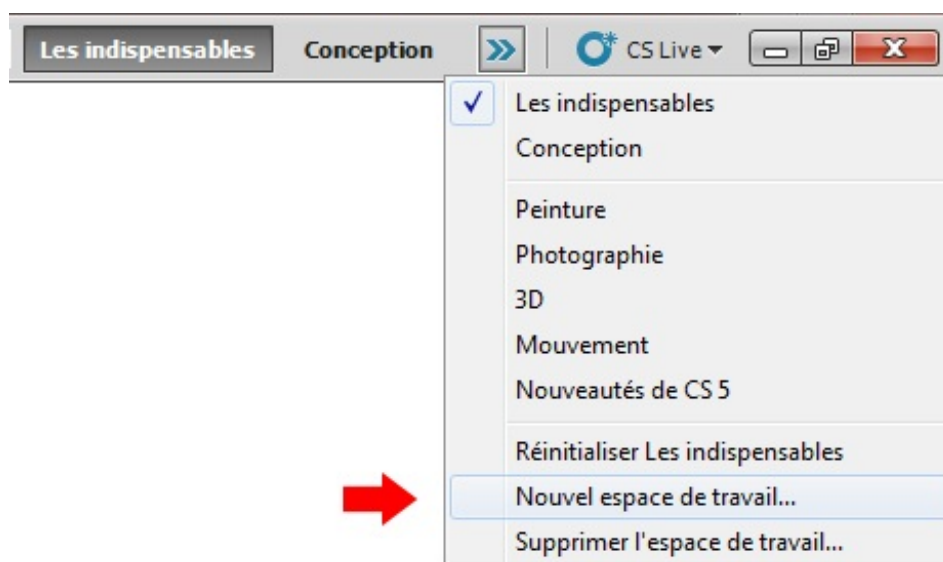 Les indispensables Conception CS Live
Les indispensables
Conception
Peinture
Photographie
3D
Mouvement
Nouveautés de CS 5
Réinitialiser Les indispensables
Nouvel espace de travail...
Supprimer l'espace de travail...